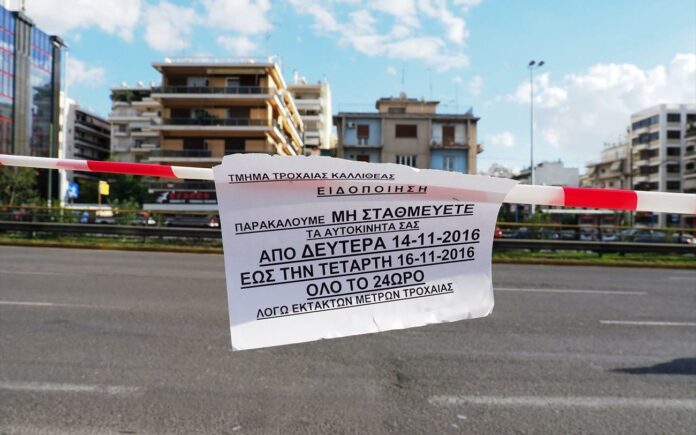 ΤΜΗΜΑ ΤΡΟΧΑΙΑΣ ΚΑΛΛΙΘΕΑΣ
ΕΙΔΟΠΟΙΗΣΗ
ΠΑΡΑΚΑΛΟΥΜΕ ΜΗ ΣΤΑΘΜΕΥΕΤΕ
ΤΑ ΑΥΤΟΚΙΝΗΤΑ ΣΑΣ
ΑΠΟ ΔΕΥΤΕΡΑ 14-11-2016
ΕΩΣ ΤΗΝ ΤΕΤΑΡΤΗ 16-11-2016
ΟΛΟ ΤΟ 24ΩΡΟ
ΛΟΓΩ ΕΚΤΑΚΤΩΝ ΜΕΤΡΩΝ ΤΡΟΧΑΙΑΣ